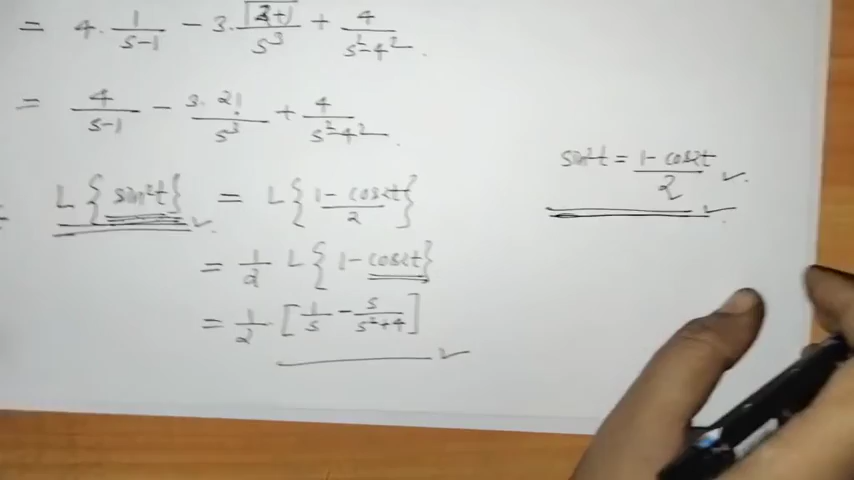 = 4 · 1/(s-1) - 3 · √(2+1)/s³ + 4/(s²-4²) .
= 4/(s-1) - 3·2!/s³ + 4/(s²-4²) .
L{sin²t} = L{(1 - cos2t)/2}
= 1/2 L{1 - cos2t}
= 1/2 [1/s - s/(s²+4)]
sin²t = (1 - cos2t)/2